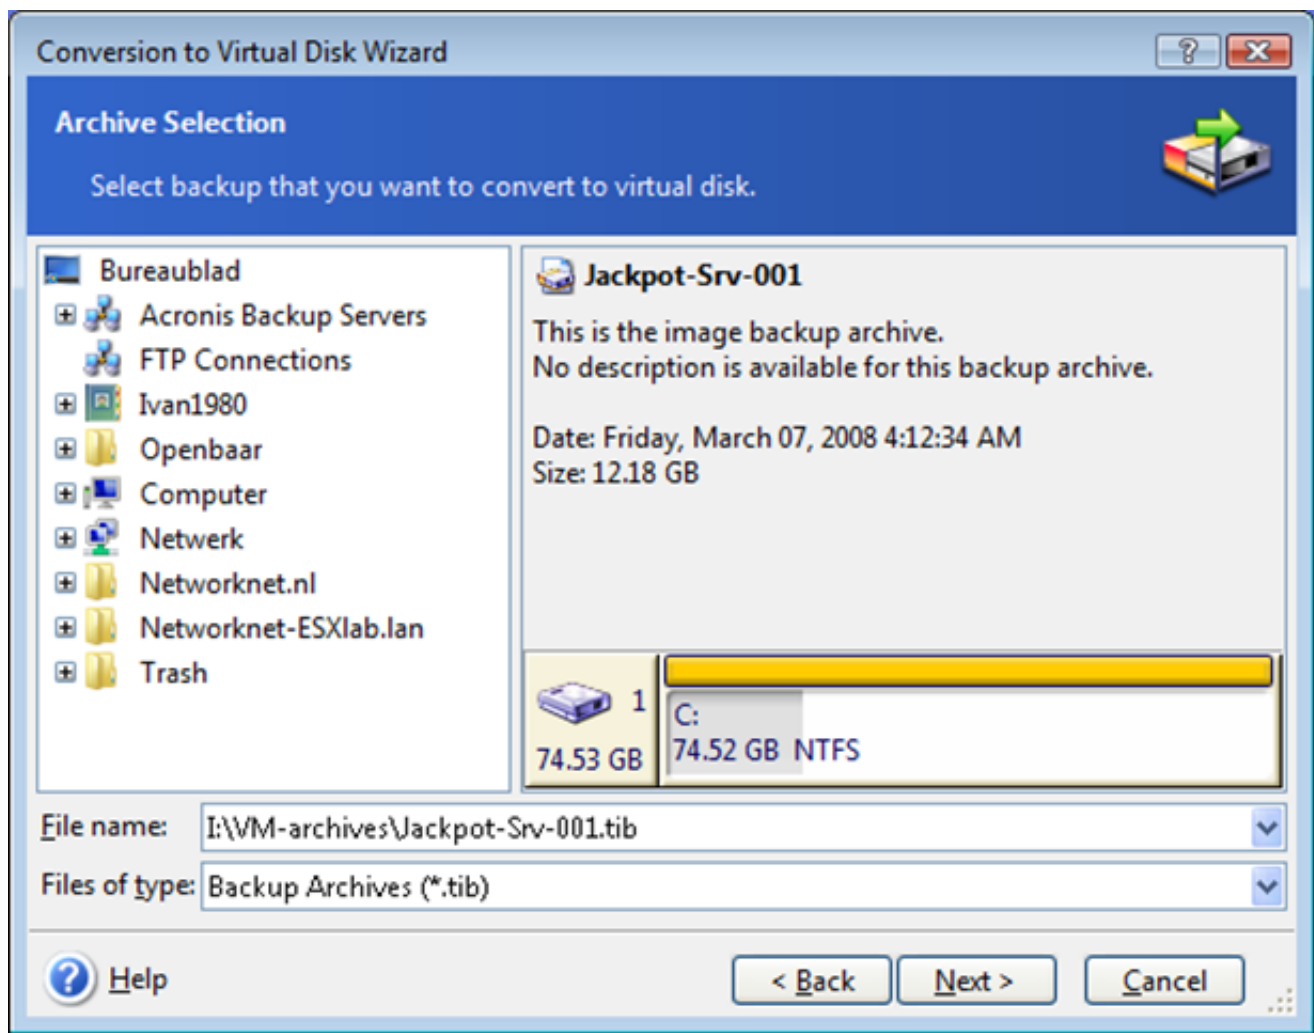 Conversion to Virtual Disk Wizard
Archive Selection
Select backup that you want to convert to virtual disk.
Bureaublad
Acronis Backup Servers
FTP Connections
Ivan1980
Openbaar
Computer
Netwerk
Networknet.nl
Networknet-ESXlab.lan
Trash
Jackpot-Srv-001
This is the image backup archive.
No description is available for this backup archive.
Date: Friday, March 07, 2008 4:12:34 AM
Size: 12.18 GB
1
74.53 GB
C:
74.52 GB NTFS
File name: I:\VM-archives\Jackpot-Srv-001.tib
Files of type: Backup Archives (*.tib)
? Help
< Back Next > Cancel